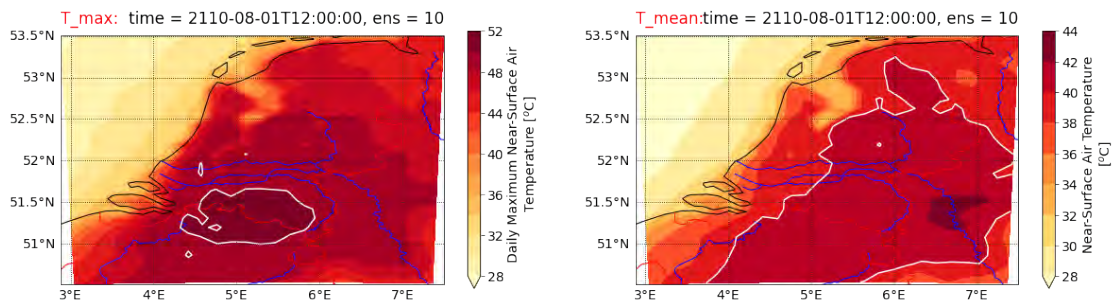 T_max: time = 2110-08-01T12:00:00, ens = 10
53.5°N
53°N
52.5°N
52°N
51.5°N
51°N
3°E 4°E 5°E 6°E 7°E
52
48
44
40
36
32
28
Daily Maximum Near-Surface Air
Temperature [°C]
T_mean:time = 2110-08-01T12:00:00, ens = 10
53.5°N
53°N
52.5°N
52°N
51.5°N
51°N
3°E 4°E 5°E 6°E 7°E
44
42
40
38
36
34
32
30
28
Near-Surface Air Temperature
[°C]